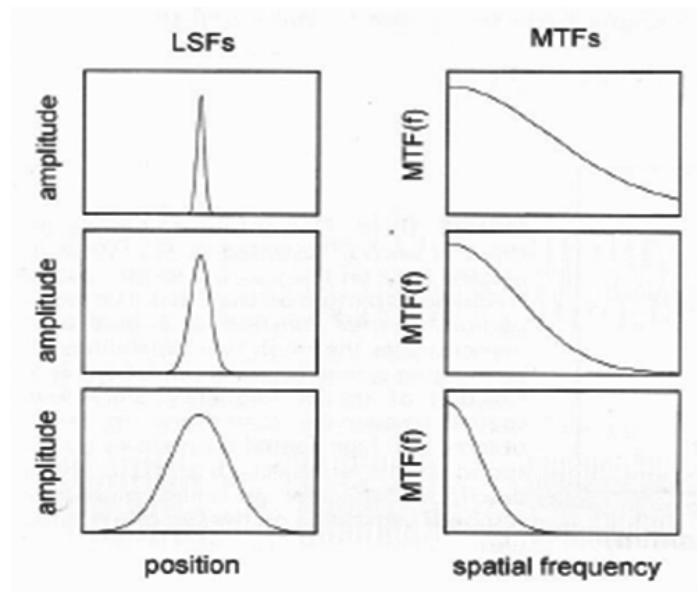 LSFs
MTFs
amplitude
MTF(f)
amplitude
MTF(f)
amplitude
MTF(f)
position
spatial frequency